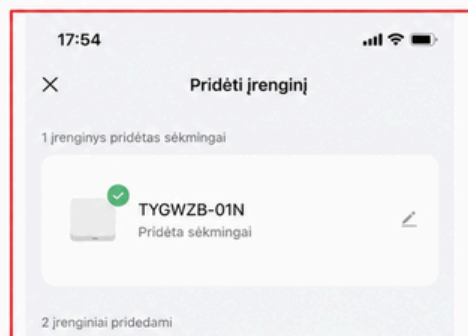 17:54
Pridėti įrenginį
1 įrenginys pridėtas sėkmingai
TYGWZB-01N
Pridėta sėkmingai
2 įrenginiai pridedami